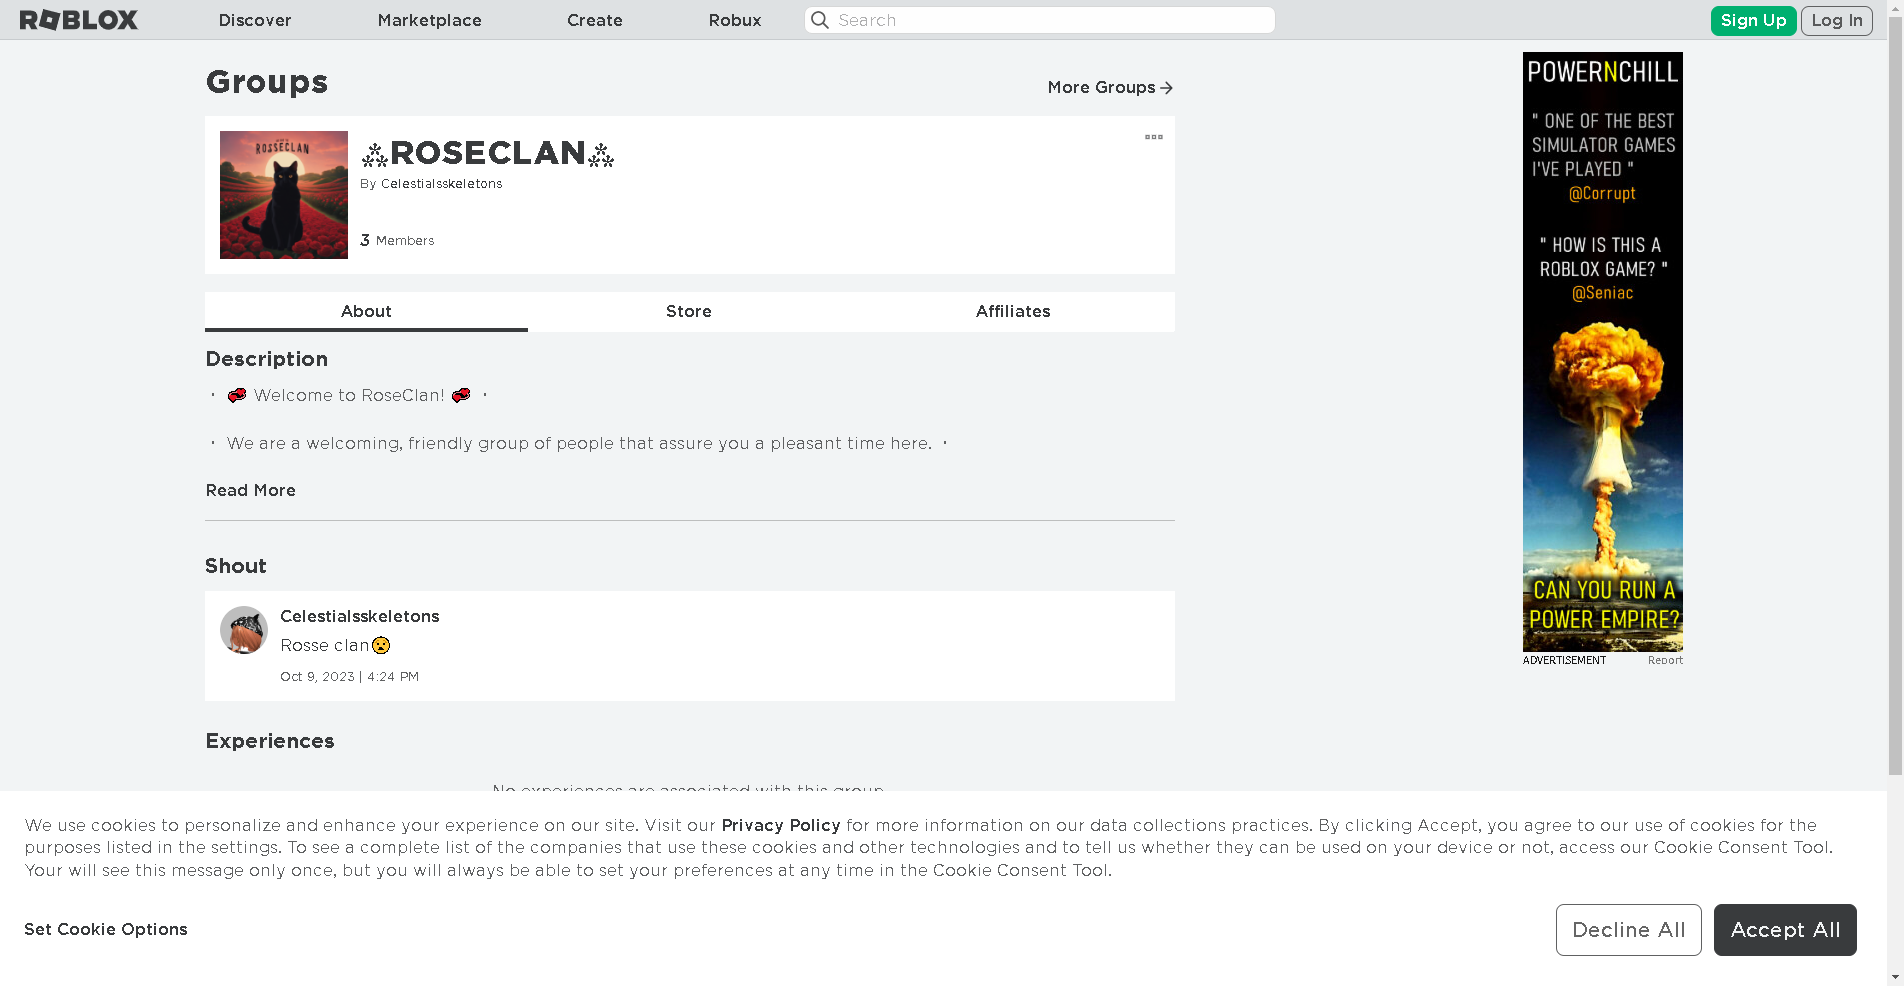 ROBLOX
Discover
Marketplace
Create
Robux
Search
Sign Up
Log In
Groups
More Groups
ROSSECLAN
⁂ROSECLAN⁂
By Celestialsskeletons
3 Members
About
Store
Affiliates
Description
・ Welcome to RoseClan! ・
・ We are a welcoming, friendly group of people that assure you a pleasant time here. ・
Read More
Shout
Celestialsskeletons
Rosse clan😧
Oct 9, 2023 | 4:24 PM
Experiences
No experiences are associated with this group
POWERNCHILL
" ONE OF THE BEST
SIMULATOR GAMES
I'VE PLAYED "
@Corrupt
" HOW IS THIS A
ROBLOX GAME? "
@Seniac
CAN YOU RUN A
POWER EMPIRE?
ADVERTISEMENT
Report
We use cookies to personalize and enhance your experience on our site. Visit our Privacy Policy for more information on our data collections practices. By clicking Accept, you agree to our use of cookies for the
purposes listed in the settings. To see a complete list of the companies that use these cookies and other technologies and to tell us whether they can be used on your device or not, access our Cookie Consent Tool.
Your will see this message only once, but you will always be able to set your preferences at any time in the Cookie Consent Tool.
Set Cookie Options
Decline All
Accept All